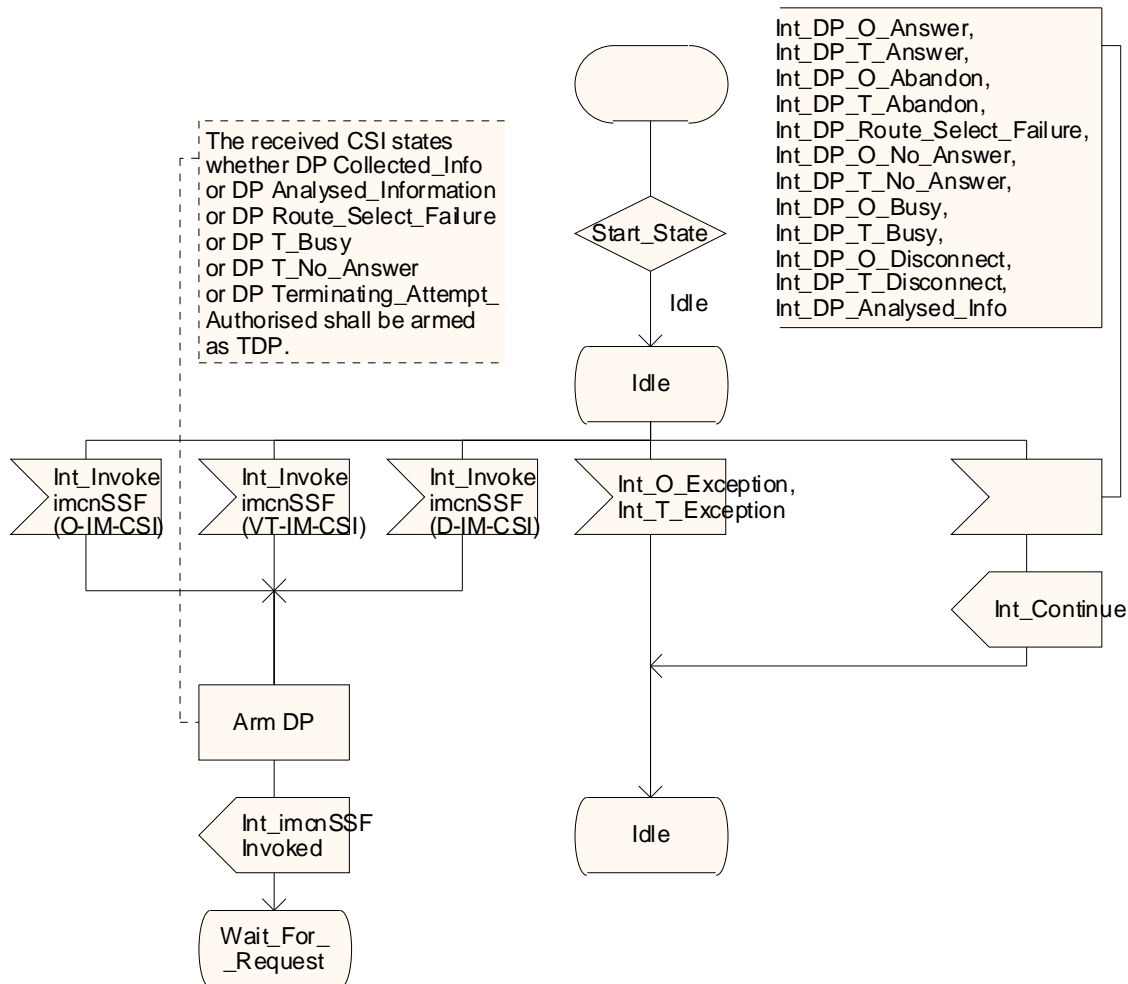 Int_DP_O_Answer,
Int_DP_T_Answer,
Int_DP_O_Abandon,
Int_DP_T_Abandon,
Int_DP_Route_Select_Failure,
Int_DP_O_No_Answer,
Int_DP_T_No_Answer,
Int_DP_O_Busy,
Int_DP_T_Busy,
Int_DP_O_Disconnect,
Int_DP_T_Disconnect,
Int_DP_Analysed_Info
The received CSI states
whether DP Collected_Info
or DP Analysed_Information
or DP Route_Select_Failure
or DP T_Busy
or DP T_No_Answer
or DP Terminating_Attempt_
Authorised shall be armed
as TDP.
Start_State
Idle
Idle
Int_Invoke
imcnSSF
(O-IM-CSI)
Int_Invoke
imcnSSF
(VT-IM-CSI)
Int_Invoke
imcnSSF
(D-IM-CSI)
Int_O_Exception,
Int_T_Exception
Int_Continue
Arm DP
Int_imcnSSF
Invoked
Idle
Wait_For_
_Request